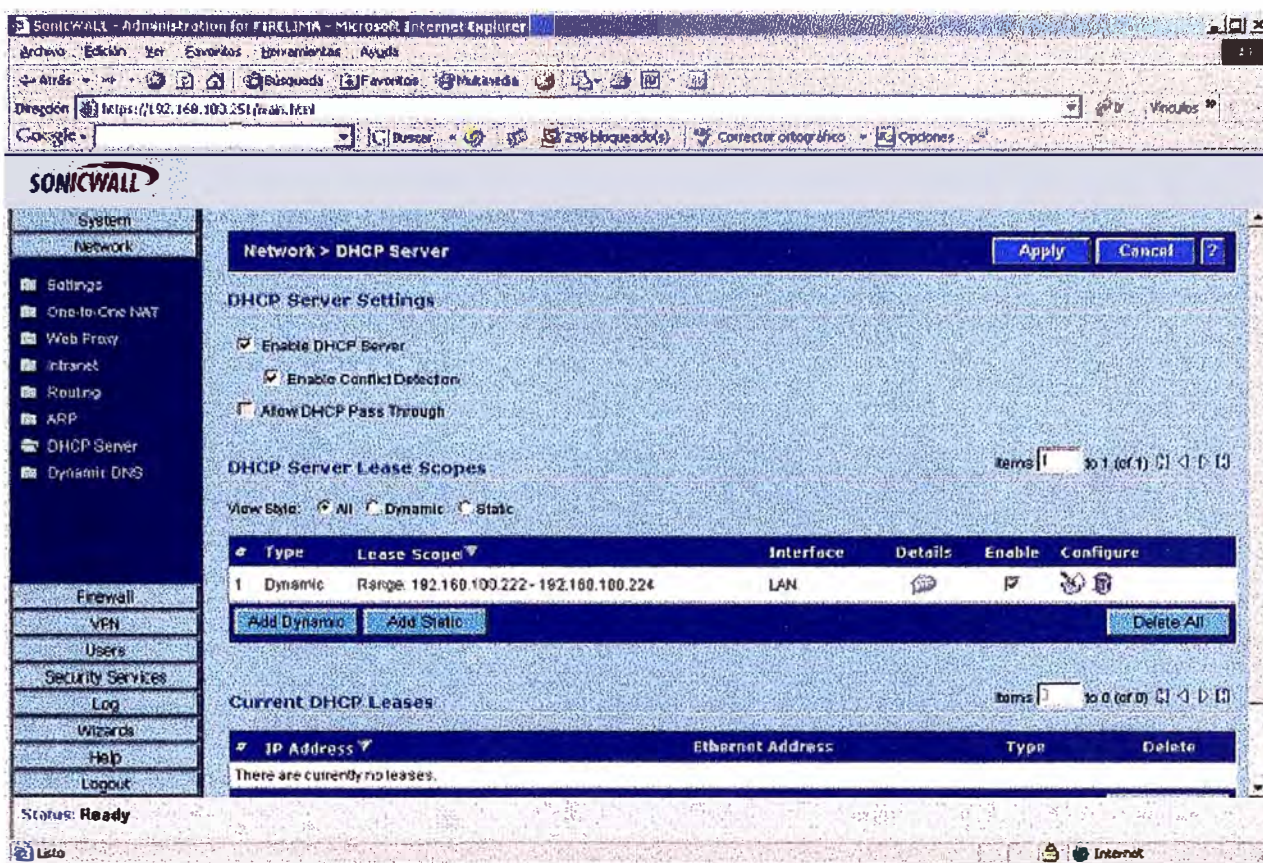 SonicWALL - Administration for FIRELIMA - Microsoft Internet Explorer
Archivo Edición Ver Favoritos Herramientas Ayuda
Atrás Búsqueda Favoritos Multimedia
Dirección https://192.168.100.251/main.html Ir Vínculos »
Google Buscar 296 bloqueado(s) Corrector ortográfico Opciones
SONICWALL
System
Network
Settings
One-to-One NAT
Web Proxy
Intranet
Routing
ARP
DHCP Server
Dynamic DNS
Firewall
VPN
Users
Security Services
Log
Wizards
Help
Logout
Network > DHCP Server Apply Cancel ?
DHCP Server Settings
Enable DHCP Server
Enable Conflict Detection
Allow DHCP Pass Through
DHCP Server Lease Scopes Items 1 to 1 (of 1)
View Style: All Dynamic Static
# Type Lease Scope Interface Details Enable Configure
1 Dynamic Range: 192.168.100.222 - 192.168.100.224 LAN
Add Dynamic Add Static Delete All
Current DHCP Leases Items to 0 (of 0)
# IP Address Ethernet Address Type Delete
There are currently no leases.
Status: Ready
Listo Internet